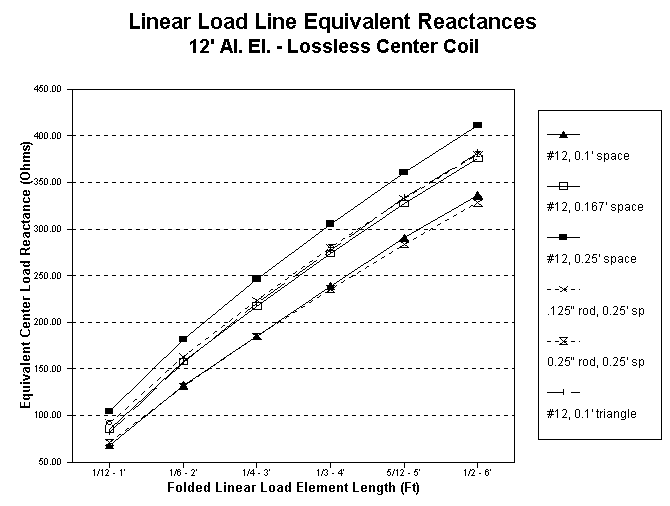 Linear Load Line Equivalent Reactances
12' Al. El. - Lossless Center Coil
Equivalent Center Load Reactance (Ohms)
450.00
400.00
350.00
300.00
250.00
200.00
150.00
100.00
50.00
1/12 - 1'
1/6 - 2'
1/4 - 3'
1/3 - 4'
5/12 - 5'
1/2 - 6'
Folded Linear Load Element Length (Ft)
#12, 0.1' space
#12, 0.167' space
#12, 0.25' space
.125" rod, 0.25' sp
0.25" rod, 0.25' sp
#12, 0.1' triangle